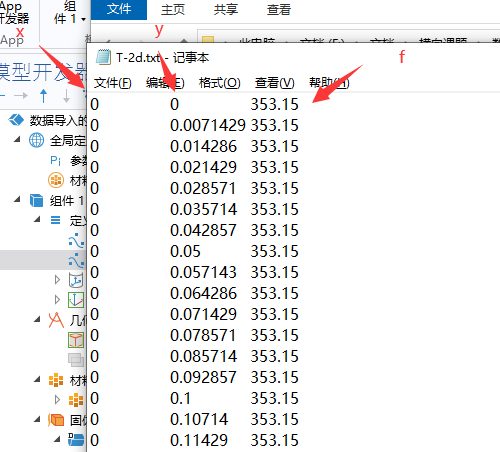 App
开发器
组件
1
App
文件
主页
共享
查看
x
y
f
T-2d.txt - 记事本
文件(F) 编辑(E) 格式(O) 查看(V) 帮助(H)
模型开发器
数据导入的
全局定
参数
材料
组件 1
定义
几何
材料
固体
0 0 353.15
0 0.0071429 353.15
0 0.014286 353.15
0 0.021429 353.15
0 0.028571 353.15
0 0.035714 353.15
0 0.042857 353.15
0 0.05 353.15
0 0.057143 353.15
0 0.064286 353.15
0 0.071429 353.15
0 0.078571 353.15
0 0.085714 353.15
0 0.092857 353.15
0 0.1 353.15
0 0.10714 353.15
0 0.11429 353.15